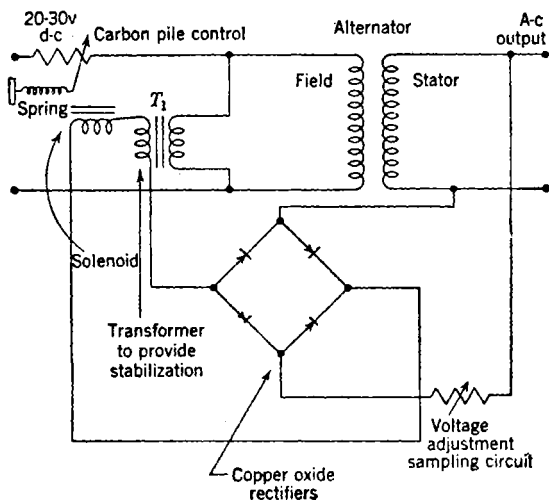 20-30v
d-c
Carbon pile control
Alternator
A-c
output
Spring
T₁
Field
Stator
Solenoid
Transformer
to provide
stabilization
Voltage
adjustment
sampling circuit
Copper oxide
rectifiers